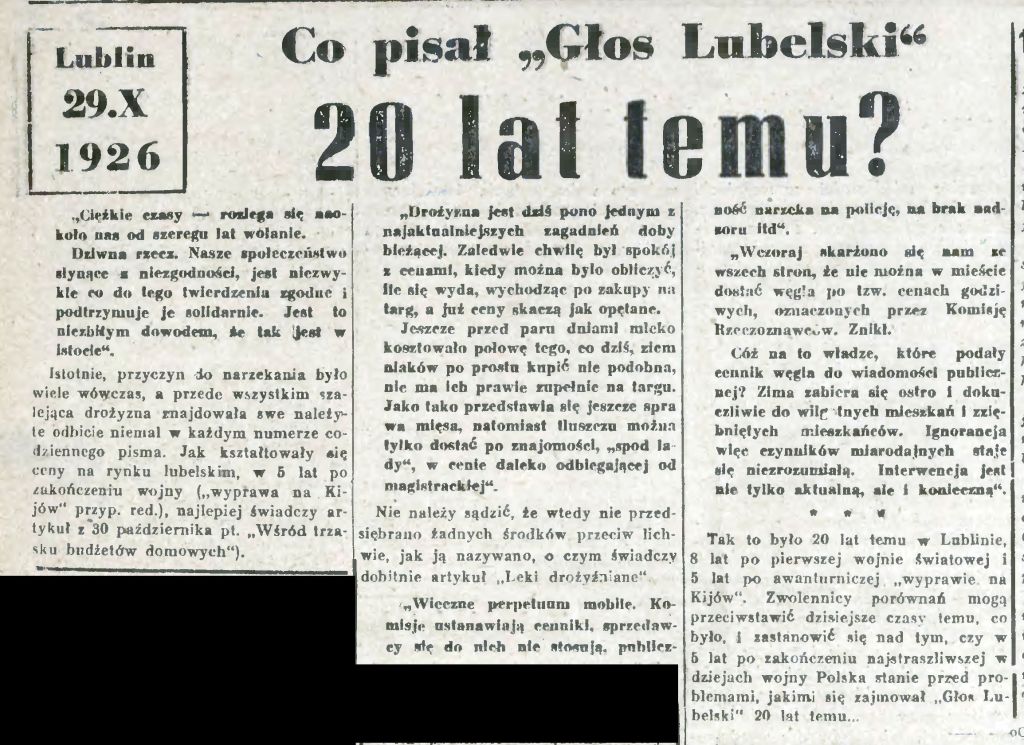 Lublin
29.X
1926
Co pisał „Głos Lubelski“
20 lat temu?
„Ciężkie czasy — rozlega się nao-
koło nas od szeregu lat wołanie.
Dziwna rzecz. Nasze społeczeństwo
słynące z niezgodności, jest niezwy-
kle co do tego twierdzenia zgodne i
podtrzymuje je solidarnie. Jest to
niezbitym dowodem, że tak jest w
istocie“.
Istotnie, przyczyn do narzekania było
wiele wówczas, a przede wszystkim sza-
lejąca drożyzna znajdowała swe należy-
te odbicie niemal w każdym numerze co-
dziennego pisma. Jak kształtowały się
ceny na rynku lubelskim, w 5 lat po
zakończeniu wojny („wyprawa na Ki-
jów“ przyp. red.), najlepiej świadczy ar-
tykuł z 30 października pt. „Wśród trza-
sku budżetów domowych“).
„Drożyzna jest dziś pono jednym z
najaktualniejszych zagadnień doby
bieżącej. Zaledwie chwilę był spokój
z cenami, kiedy można było obliczyć,
ile się wyda, wychodząc po zakupy na
targ, a już ceny skaczą jak opętane.
Jeszcze przed paru dniami mleko
kosztowało połowę tego, co dziś, ziem
niaków po prostu kupić nie podobna,
nie ma ich prawie zupełnie na targu.
Jako tako przedstawia się jeszcze spra
wa mięsa, natomiast tłuszczu można
tylko dostać po znajomości, „spod la-
dy“, w cenie daleko odbiegającej od
magistrackiej“.
Nie należy sądzić, że wtedy nie przed-
siębrano żadnych środków przeciw lich-
wie, jak ją nazywano, o czym świadczy
dobitnie artykuł „Leki drożyźniane“
„Wieczne perpetuum mobile. Ko-
misje ustanawiają cenniki, sprzedaw-
cy się do nich nie stosują, publicz-
ność narzeka na policję, na brak nad-
zoru itd“.
„Wczoraj skarżono się nam ze
wszech stron, że nie można w mieście
dostać węgla po tzw. cenach godzi-
wych, oznaczonych przez Komisję
Rzeczoznawców. Znikł.
Cóż na to władze, które podały
cennik węgla do wiadomości publicz-
nej? Zima zabiera się ostro i doku-
czliwie do wilgotnych mieszkań i zzię-
bniętych mieszkańców. Ignorancja
więc czynników miarodajnych staje
się niezrozumiałą. Interwencja jest
nie tylko aktualną, ale i konieczną“.
* * *
Tak to było 20 lat temu w Lublinie,
8 lat po pierwszej wojnie światowej i
5 lat po awanturniczej „wyprawie na
Kijów“. Zwolennicy porównań mogą
przeciwstawić dzisiejsze czasy temu, co
było, i zastanowić się nad tym, czy w
5 lat po zakończeniu najstraszliwszej w
dziejach wojny Polska stanie przed pro-
blemami, jakimi się zajmował „Głos Lu-
belski“ 20 lat temu...